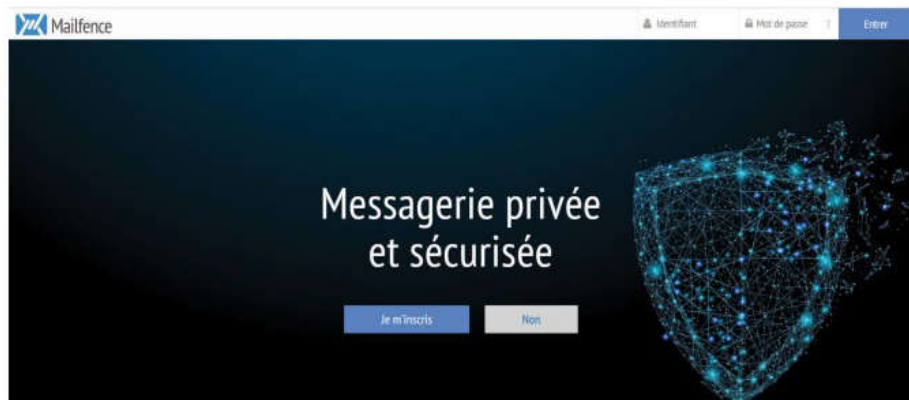 Mailfence
Identifiant
Mot de passe
?
Entrer
Messagerie privée
et sécurisée
Je m'inscris
Non